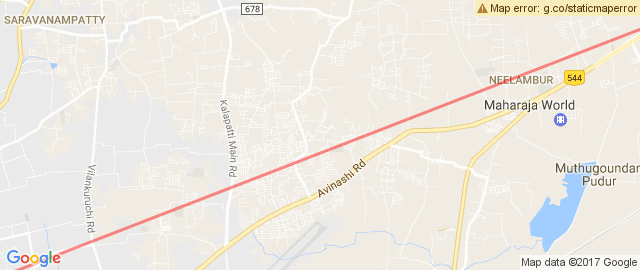 Map error: g.co/staticmaperror
678
SARAVANAMPATTY
NEELAMBUR
544
Maharaja World
Kalapatti Main Rd
Vilankuruchi Rd
Avinashi Rd
Muthugoundan
Pudur
Google
Map data ©2017 Google